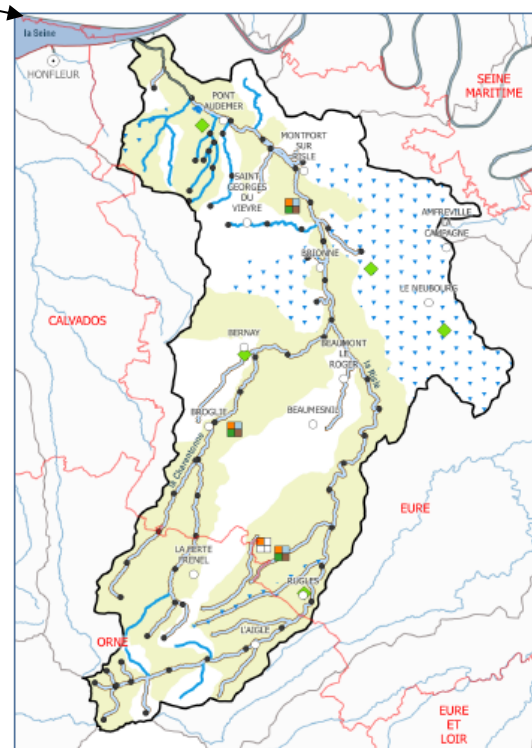 la Seine
HONFLEUR
SEINE
MARITIME
PONT
AUDEMER
MONTFORT
SUR
RISLE
SAINT
GEORGES
DU
VIEVRE
AMFREVILLE
LA
CAMPAGNE
BRIONNE
LE NEUBOURG
CALVADOS
BERNAY
BEAUMONT
LE
ROGER
la Risle
BROGLIE
BEAUMESNIL
la Charentonne
EURE
LA FERTE
FRENEL
RUGLES
L'AIGLE
ORNE
EURE
ET
LOIR